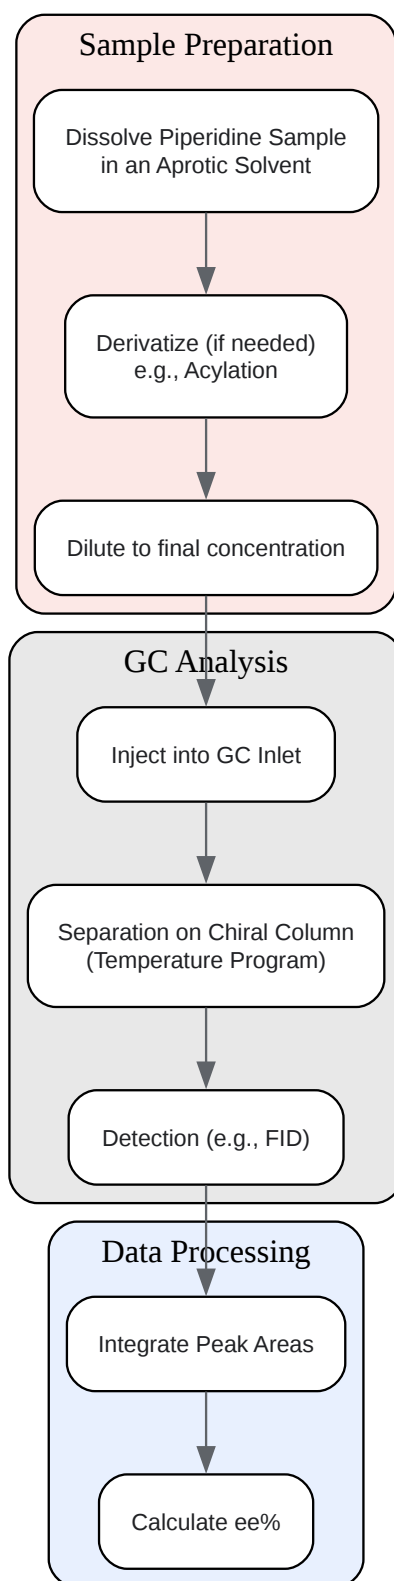 Sample Preparation
Dissolve Piperidine Sample
in an Aprotic Solvent
Derivatize (if needed)
e.g., Acylation
Dilute to final concentration
GC Analysis
Inject into GC Inlet
Separation on Chiral Column
(Temperature Program)
Detection (e.g., FID)
Data Processing
Integrate Peak Areas
Calculate ee%